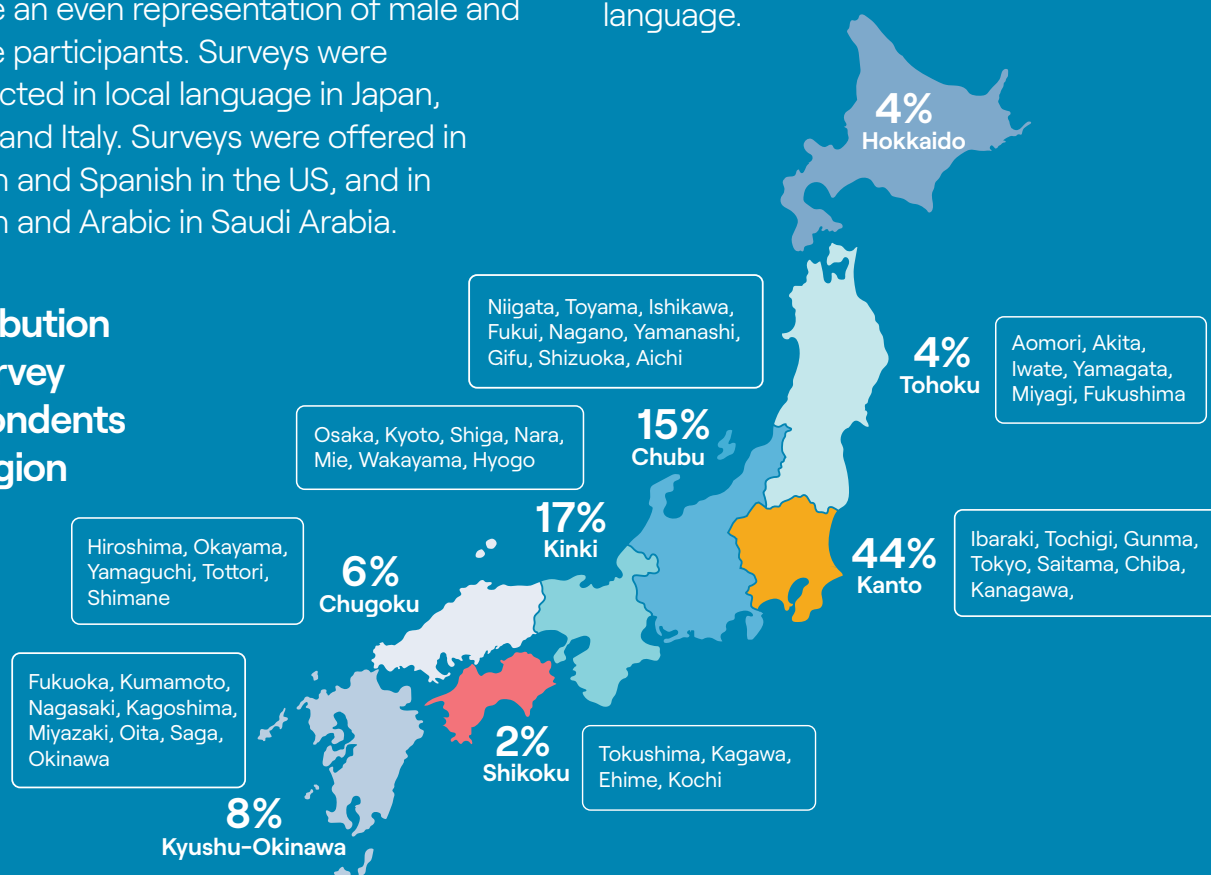 an even representation of male and
participants. Surveys were
in local language in Japan,
and Italy. Surveys were offered in
and Spanish in the US, and in
and Arabic in Saudi Arabia.
language.
4%
Hokkaido
Niigata, Toyama, Ishikawa,
Fukui, Nagano, Yamanashi,
Gifu, Shizuoka, Aichi
4%
Tohoku
Aomori, Akita,
Iwate, Yamagata,
Miyagi, Fukushima
15%
Chubu
Osaka, Kyoto, Shiga, Nara,
Mie, Wakayama, Hyogo
17%
Kinki
Hiroshima, Okayama,
Yamaguchi, Tottori,
Shimane
6%
Chugoku
44%
Kanto
Ibaraki, Tochigi, Gunma,
Tokyo, Saitama, Chiba,
Kanagawa,
Fukuoka, Kumamoto,
Nagasaki, Kagoshima,
Miyazaki, Oita, Saga,
Okinawa
2%
Shikoku
Tokushima, Kagawa,
Ehime, Kochi
8%
Kyushu-Okinawa